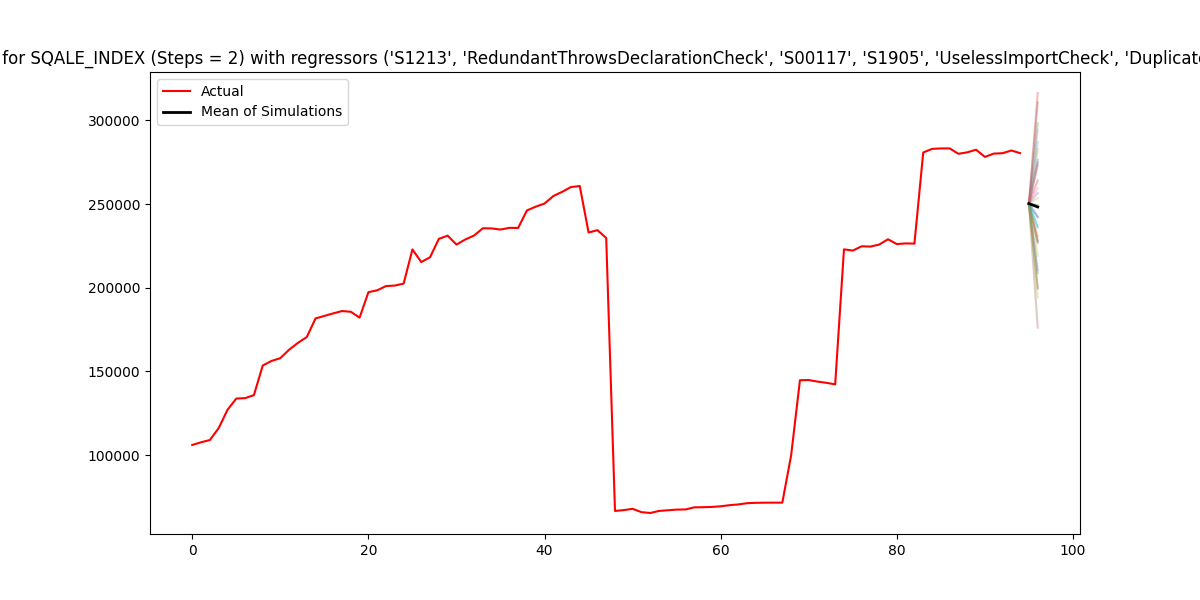 for SQALE_INDEX (Steps = 2) with regressors ('S1213', 'RedundantThrowsDeclarationCheck', 'S00117', 'S1905', 'UselessImportCheck', 'Duplicate
Actual
Mean of Simulations
300000
250000
200000
150000
100000
0 20 40 60 80 100